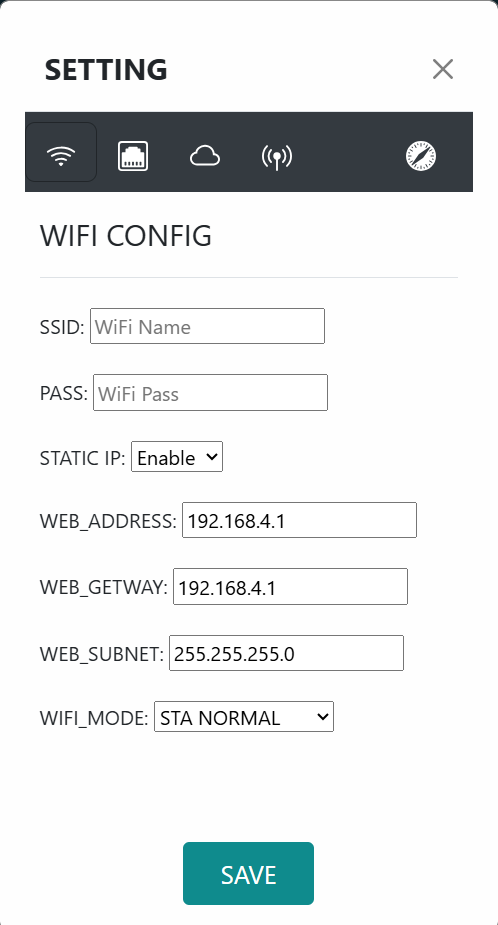 SETTING
WIFI CONFIG
SSID: WiFi Name
PASS: WiFi Pass
STATIC IP: Enable
WEB_ADDRESS: 192.168.4.1
WEB_GETWAY: 192.168.4.1
WEB_SUBNET: 255.255.255.0
WIFI_MODE: STA NORMAL
SAVE